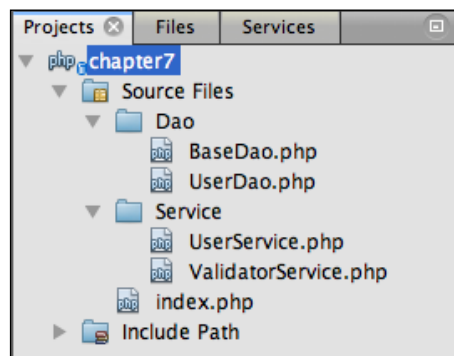 Projects Files Services
php chapter7
Source Files
Dao
php BaseDao.php
php UserDao.php
Service
php UserService.php
php ValidatorService.php
php index.php
Include Path